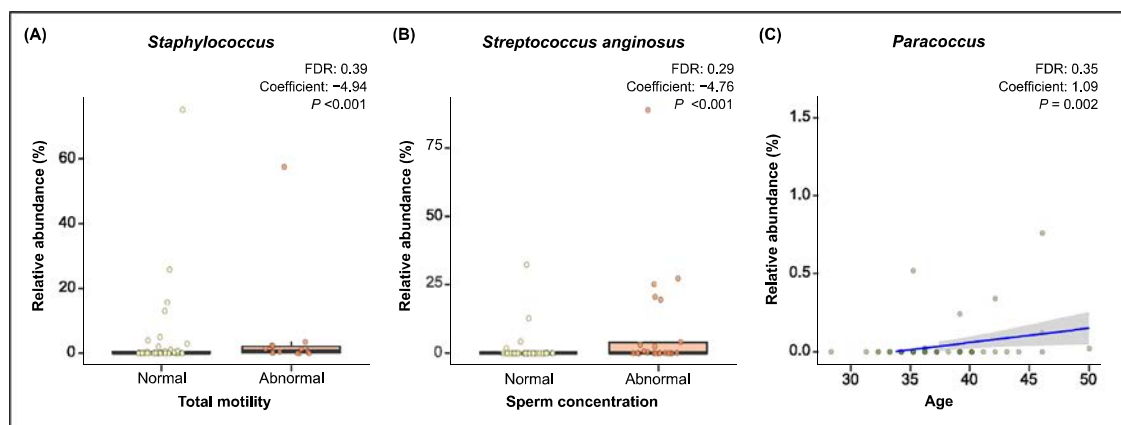 (A)
Staphylococcus
FDR: 0.39
Coefficient: −4.94
P <0.001
Relative abundance (%)
60
40
20
0
Normal
Abnormal
Total motility
(B)
Streptococcus anginosus
FDR: 0.29
Coefficient: −4.76
P <0.001
Relative abundance (%)
75
50
25
0
Normal
Abnormal
Sperm concentration
(C)
Paracoccus
FDR: 0.35
Coefficient: 1.09
P = 0.002
Relative abundance (%)
1.5
1.0
0.5
0.0
30
35
40
45
50
Age